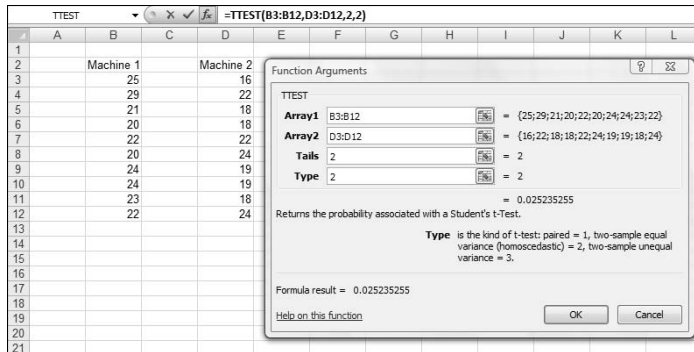 TTEST =TTEST(B3:B12,D3:D12,2,2)
A B C D E F G H I J K L
1
2 Machine 1 Machine 2
3 25 16
4 29 22
5 21 18
6 20 18
7 22 22
8 20 24
9 24 19
10 24 19
11 23 18
12 22 24
13
14
15
16
17
18
19
20
21
Function Arguments
TTEST
Array1 B3:B12 = {25;29;21;20;22;20;24;24;23;22}
Array2 D3:D12 = {16;22;18;18;22;24;19;19;18;24}
Tails 2 = 2
Type 2 = 2
= 0.025235255
Returns the probability associated with a Student's t-Test.
Type is the kind of t-test: paired = 1, two-sample equal
variance (homoscedastic) = 2, two-sample unequal
variance = 3.
Formula result = 0.025235255
Help on this function OK Cancel